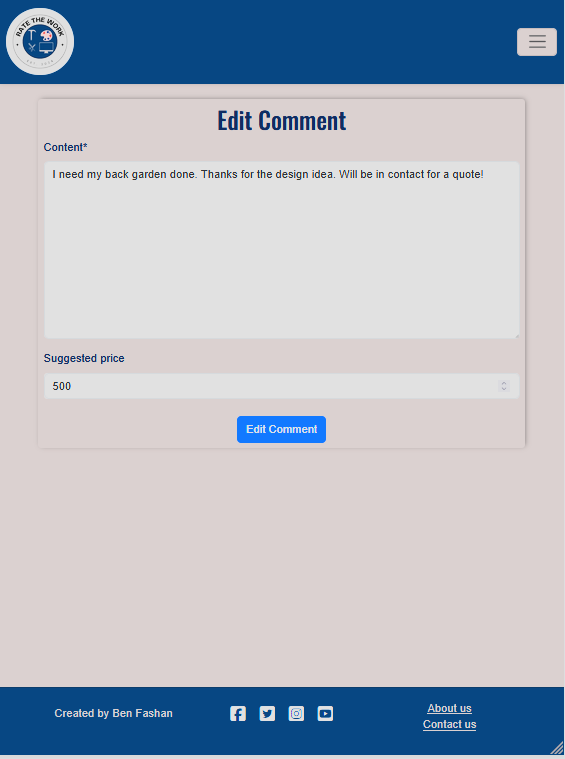 RATE THE WORK
Edit Comment
Content*
I need my back garden done. Thanks for the design idea. Will be in contact for a quote!
Suggested price
500
Edit Comment
Created by Ben Fashan
About us
Contact us